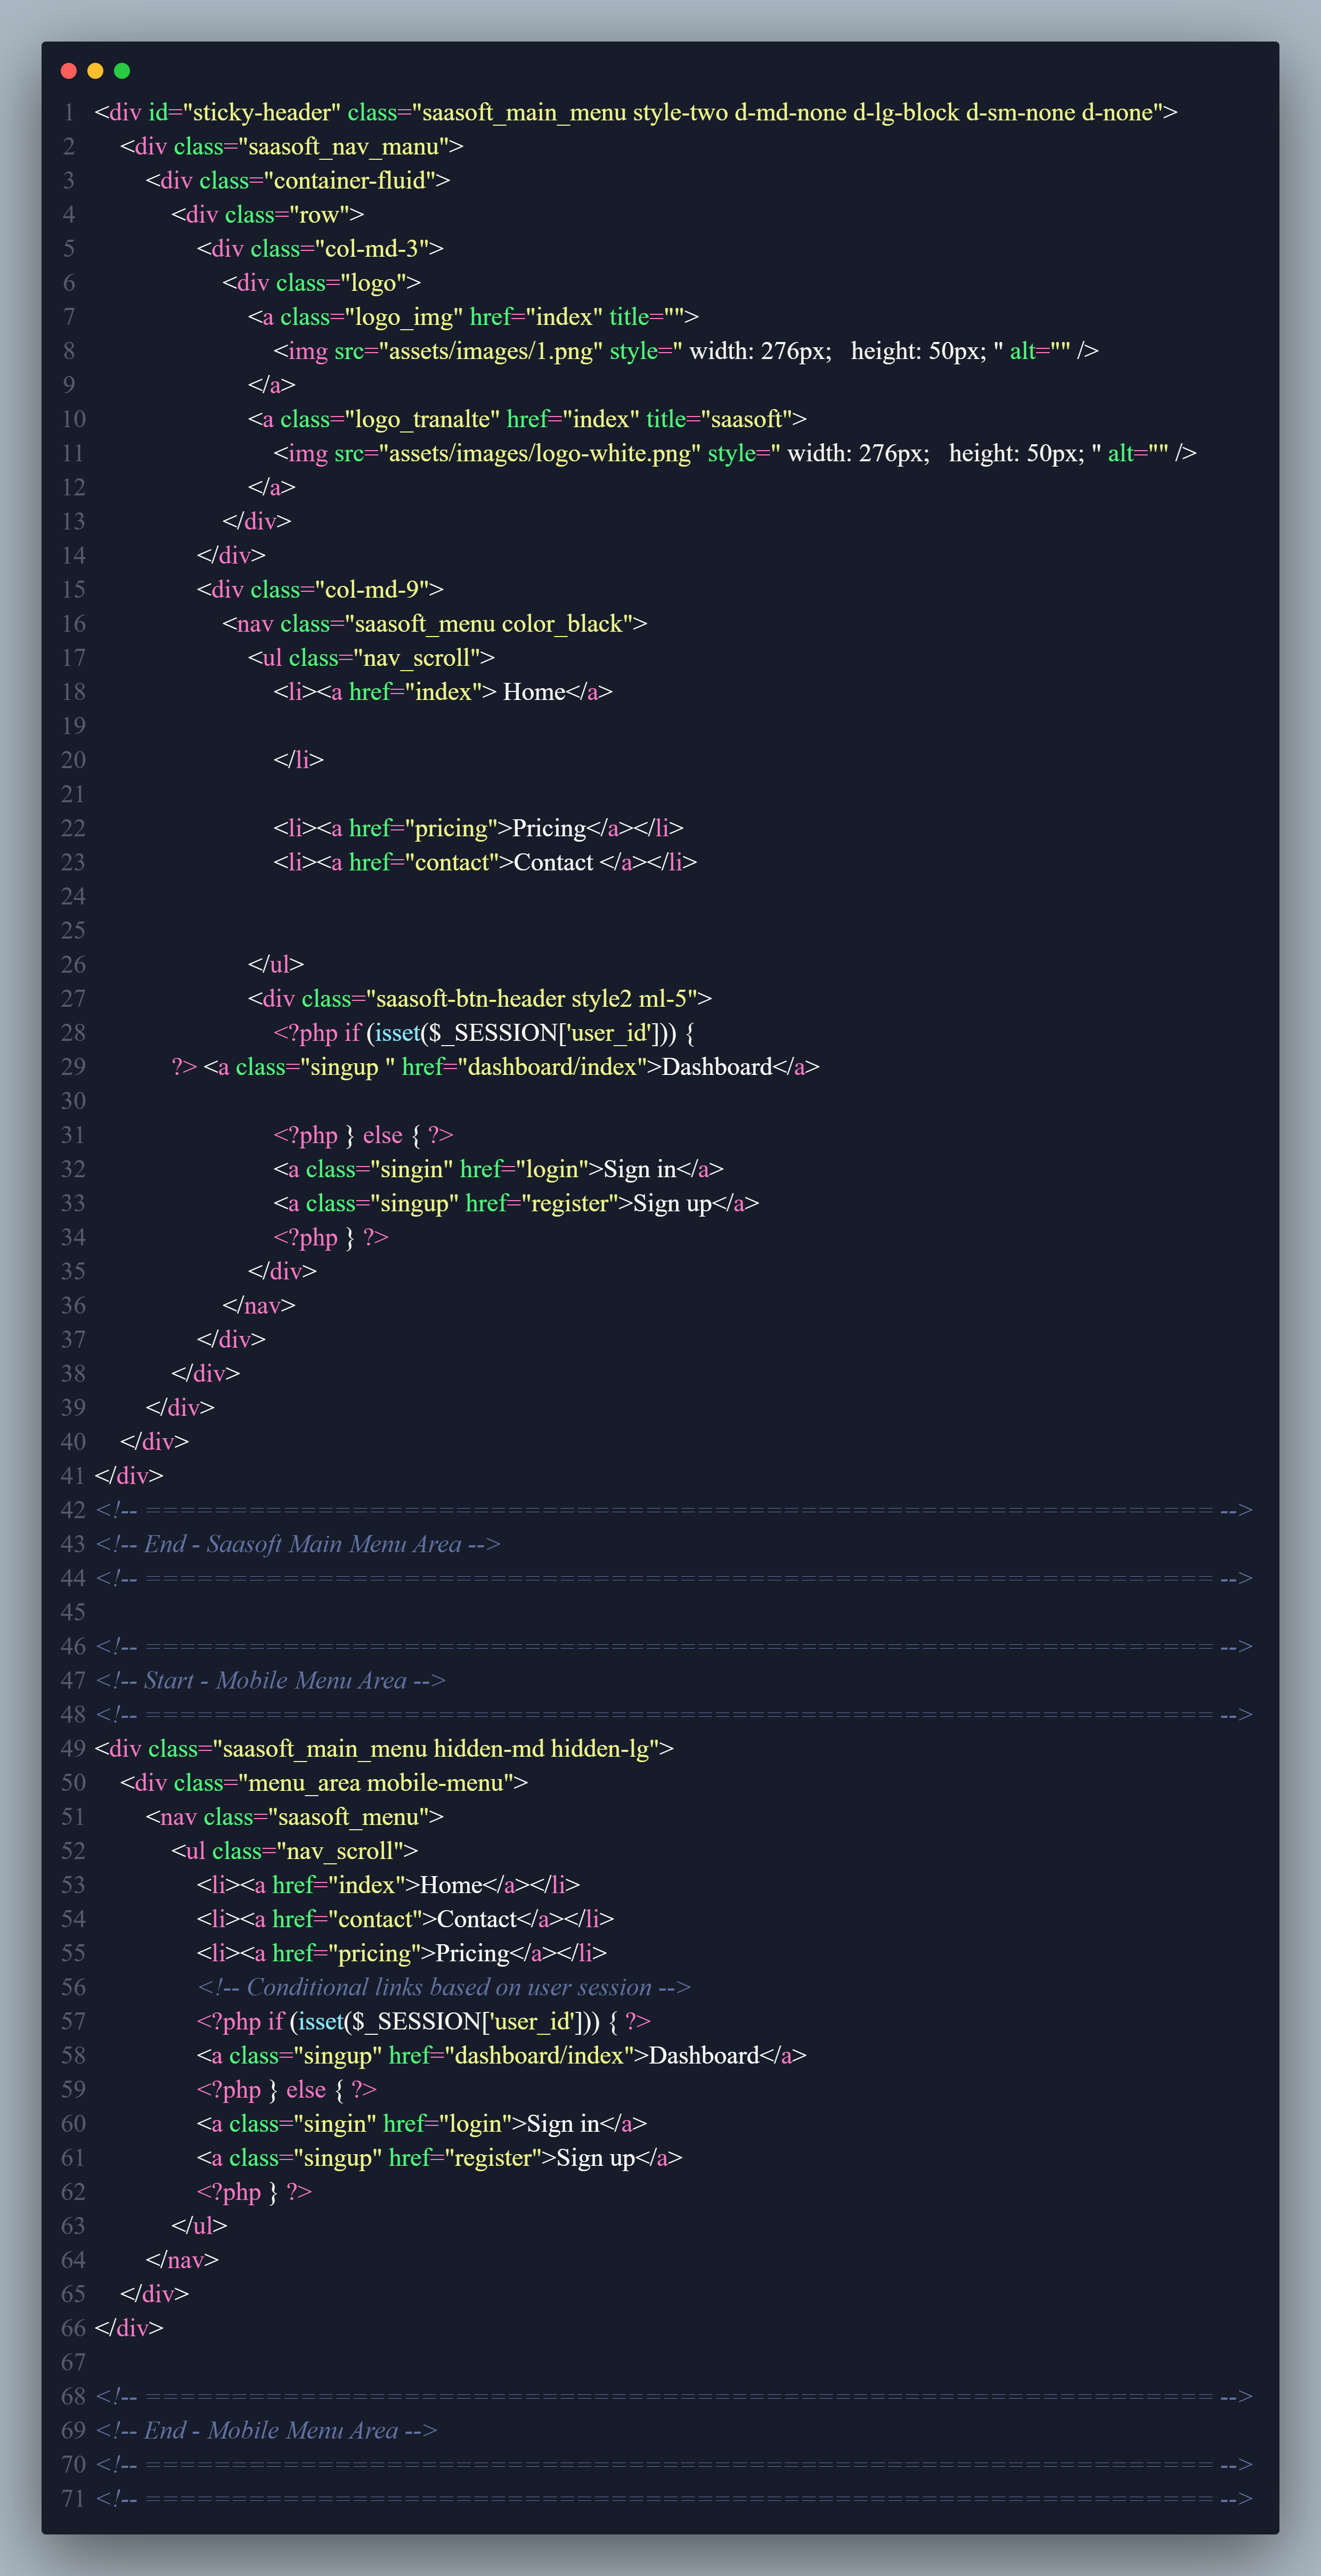 1 <div id="sticky-header" class="saasoft_main_menu style-two d-md-none d-lg-block d-sm-none d-none">
2     <div class="saasoft_nav_manu">
3         <div class="container-fluid">
4             <div class="row">
5                 <div class="col-md-3">
6                     <div class="logo">
7                         <a class="logo_img" href="index" title="">
8                             <img src="assets/images/1.png" style=" width: 276px;   height: 50px; " alt="" />
9                         </a>
10                         <a class="logo_tranalte" href="index" title="saasoft">
11                             <img src="assets/images/logo-white.png" style=" width: 276px;   height: 50px; " alt="" />
12                         </a>
13                     </div>
14                 </div>
15                 <div class="col-md-9">
16                     <nav class="saasoft_menu color_black">
17                         <ul class="nav_scroll">
18                             <li><a href="index"> Home</a>
19
20                             </li>
21
22                             <li><a href="pricing">Pricing</a></li>
23                             <li><a href="contact">Contact </a></li>
24
25
26                         </ul>
27                         <div class="saasoft-btn-header style2 ml-5">
28                             <?php if (isset($_SESSION['user_id'])) {
29             ?> <a class="singup " href="dashboard/index">Dashboard</a>
30
31                             <?php } else { ?>
32                             <a class="singin" href="login">Sign in</a>
33                             <a class="singup" href="register">Sign up</a>
34                             <?php } ?>
35                         </div>
36                     </nav>
37                 </div>
38             </div>
39         </div>
40     </div>
41 </div>
42 <!-- ============================================================== -->
43 <!-- End - Saasoft Main Menu Area -->
44 <!-- ============================================================== -->
45
46 <!-- ============================================================== -->
47 <!-- Start - Mobile Menu Area -->
48 <!-- ============================================================== -->
49 <div class="saasoft_main_menu hidden-md hidden-lg">
50     <div class="menu_area mobile-menu">
51         <nav class="saasoft_menu">
52             <ul class="nav_scroll">
53                 <li><a href="index">Home</a></li>
54                 <li><a href="contact">Contact</a></li>
55                 <li><a href="pricing">Pricing</a></li>
56                 <!-- Conditional links based on user session -->
57                 <?php if (isset($_SESSION['user_id'])) { ?>
58                 <a class="singup" href="dashboard/index">Dashboard</a>
59                 <?php } else { ?>
60                 <a class="singin" href="login">Sign in</a>
61                 <a class="singup" href="register">Sign up</a>
62                 <?php } ?>
63             </ul>
64         </nav>
65     </div>
66 </div>
67
68 <!-- ============================================================== -->
69 <!-- End - Mobile Menu Area -->
70 <!-- ============================================================== -->
71 <!-- ============================================================== -->